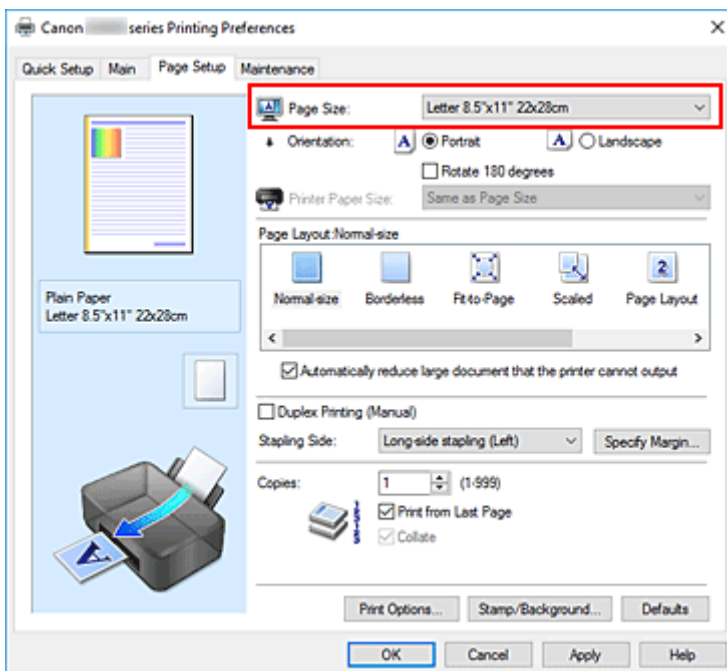 Canon series Printing Preferences
Quick Setup Main Page Setup Maintenance
Page Size: Letter 8.5"x11" 22x28cm
Orientation: A Portrait A Landscape
Rotate 180 degrees
Printer Paper Size: Same as Page Size
Page Layout:Normal-size
2
Normal-size Borderless Fit-to-Page Scaled Page Layout
Plain Paper
Letter 8.5"x11" 22x28cm
Automatically reduce large document that the printer cannot output
Duplex Printing (Manual)
Stapling Side: Long-side stapling (Left) Specify Margin...
Copies: 1 (1-999)
Print from Last Page
Collate
A
Print Options... Stamp/Background... Defaults
OK Cancel Apply Help